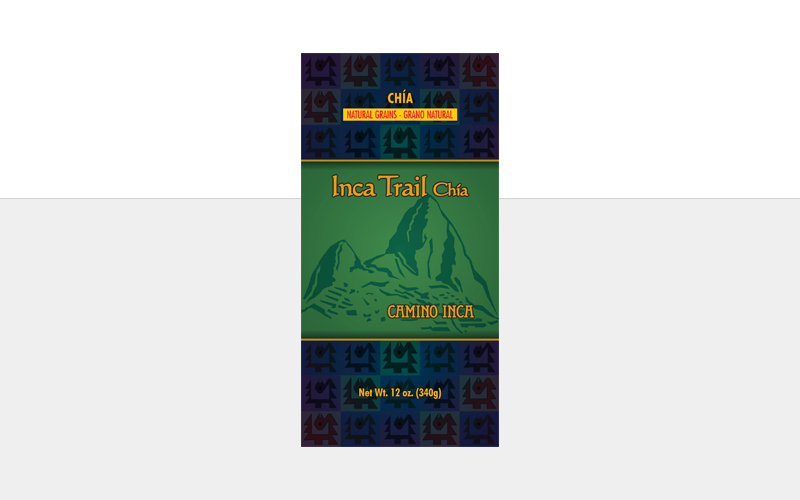 CHÍA
NATURAL GRAINS - GRANO NATURAL
Inca Trail Chía
CAMINO INCA
Net Wt. 12 oz. (340g)